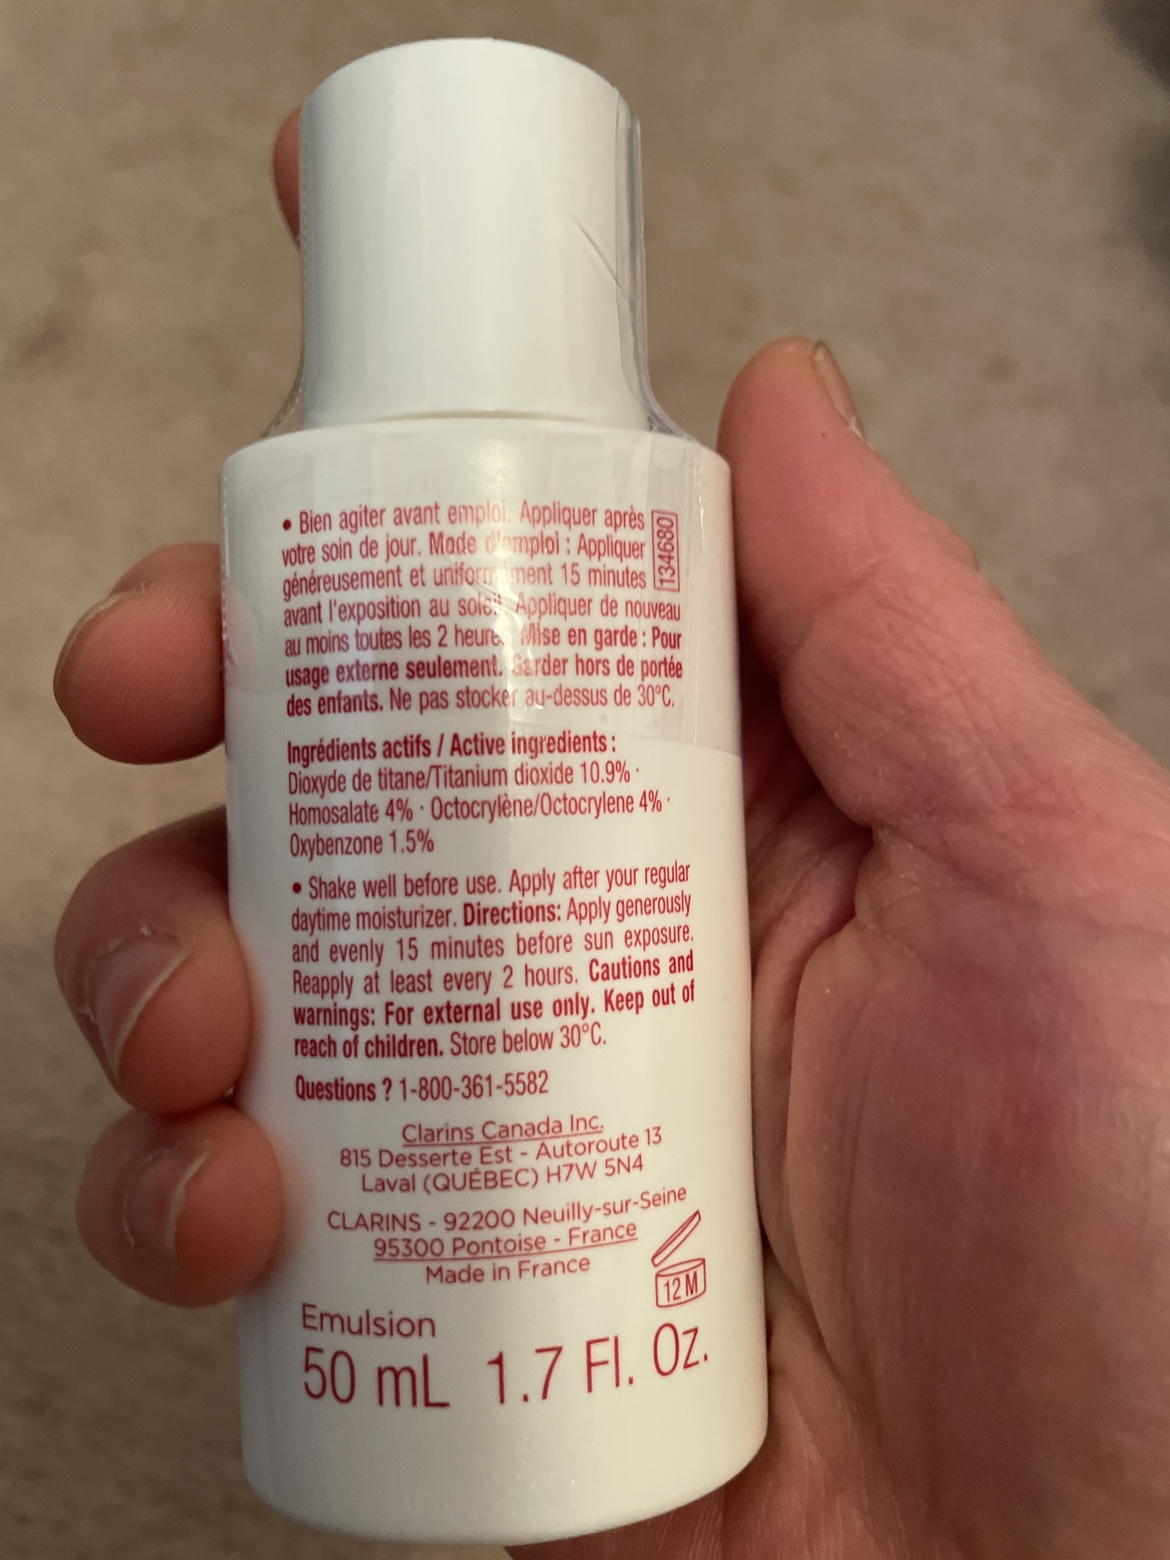 • Bien agiter avant emploi. Appliquer après
votre soin de jour. Mode d'emploi : Appliquer
généreusement et uniformément 15 minutes
avant l'exposition au soleil. Appliquer de nouveau
au moins toutes les 2 heures. Mise en garde : Pour
usage externe seulement. Garder hors de portée
des enfants. Ne pas stocker au-dessus de 30°C.
134680
Ingrédients actifs / Active ingredients :
Dioxyde de titane/Titanium dioxide 10.9% ·
Homosalate 4% · Octocrylène/Octocrylene 4% ·
Oxybenzone 1.5%
• Shake well before use. Apply after your regular
daytime moisturizer. Directions: Apply generously
and evenly 15 minutes before sun exposure.
Reapply at least every 2 hours. Cautions and
warnings: For external use only. Keep out of
reach of children. Store below 30°C.
Questions ? 1-800-361-5582
Clarins Canada Inc.
815 Desserte Est - Autoroute 13
Laval (QUÉBEC) H7W 5N4
CLARINS - 92200 Neuilly-sur-Seine
95300 Pontoise - France
Made in France
12 M
Emulsion
50 mL 1.7 Fl. Oz.